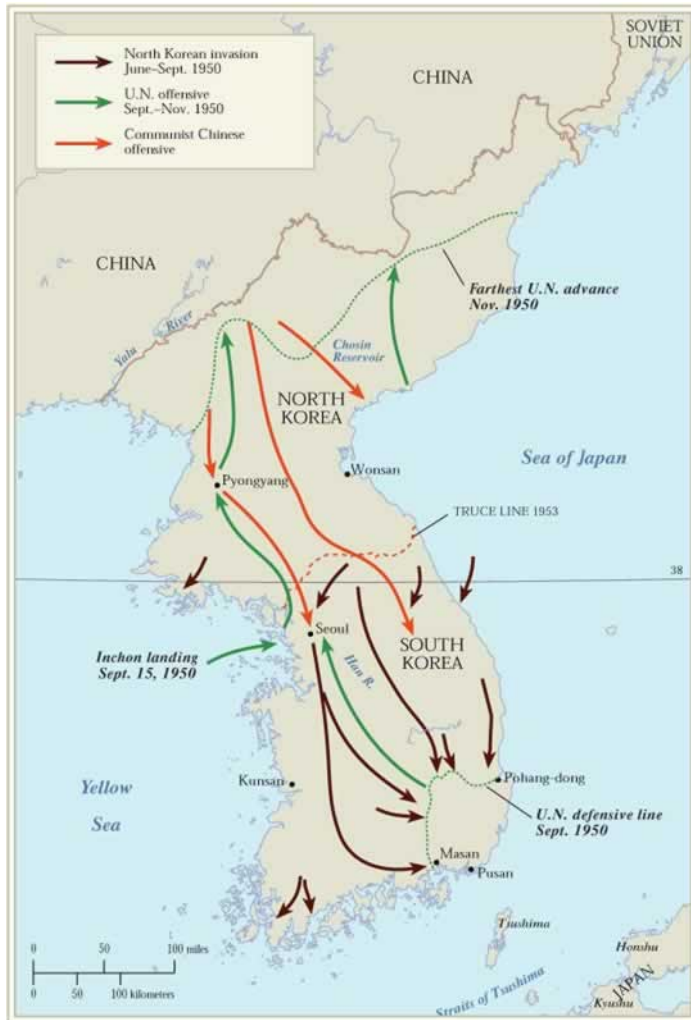 North Korean invasion
June–Sept. 1950
U.N. offensive
Sept.–Nov. 1950
Communist Chinese
offensive
SOVIET
UNION
CHINA
CHINA
Farthest U.N. advance
Nov. 1950
Yalu
River
Chosin
Reservoir
NORTH
KOREA
Sea of Japan
Wonsan
Pyongyang
TRUCE LINE 1953
38
Seoul
SOUTH
KOREA
Inchon landing
Sept. 15, 1950
Han R.
Yellow
Sea
Kunsan
Pohang-dong
U.N. defensive line
Sept. 1950
Masan
Pusan
Tsushima
0 50 100 miles
0 50 100 kilometers
Honshu
JAPAN
Kyushu
Straits of Tsushima